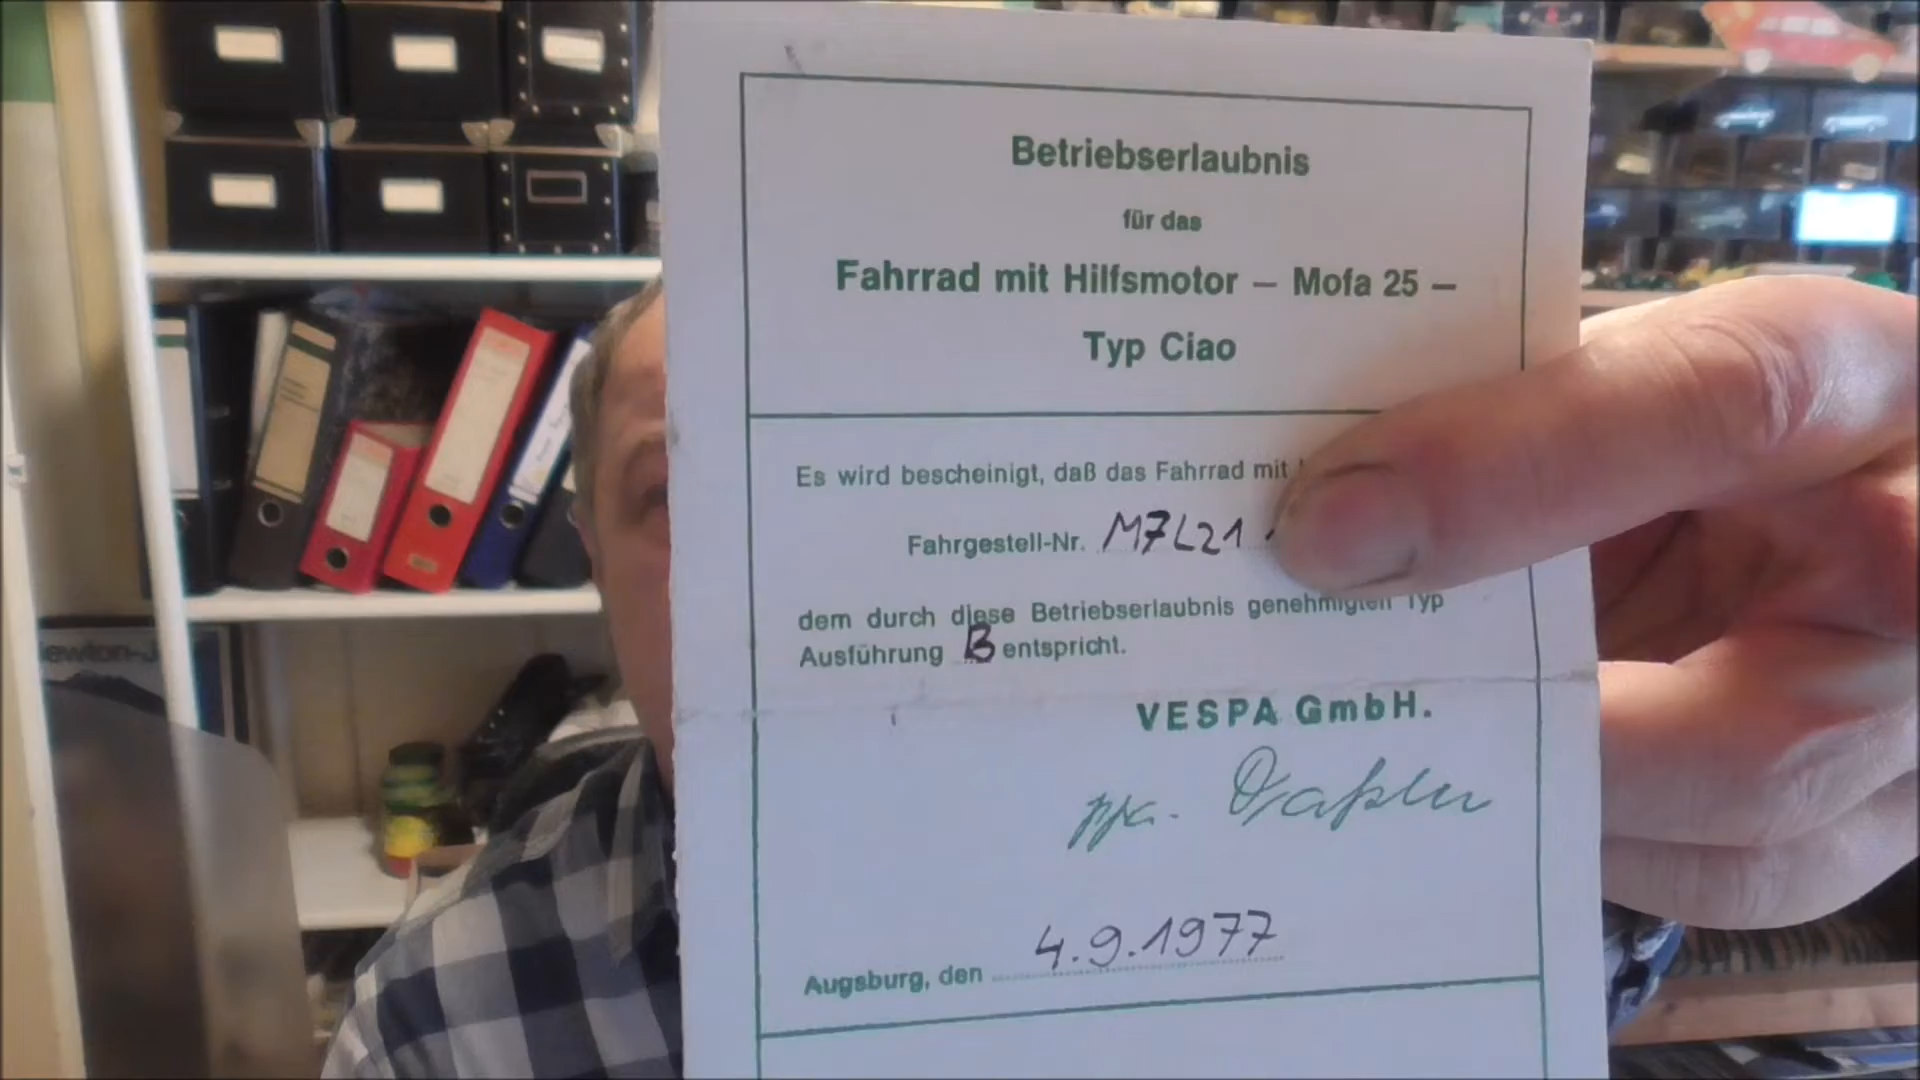 Betriebserlaubnis
für das
Fahrrad mit Hilfsmotor – Mofa 25 –
Typ Ciao
Es wird bescheinigt, daß das Fahrrad mit
Fahrgestell-Nr. M7L21
dem durch diese Betriebserlaubnis genehmigten Typ
Ausführung B entspricht.
VESPA GmbH.
ppa.
4.9.1977
Augsburg, den